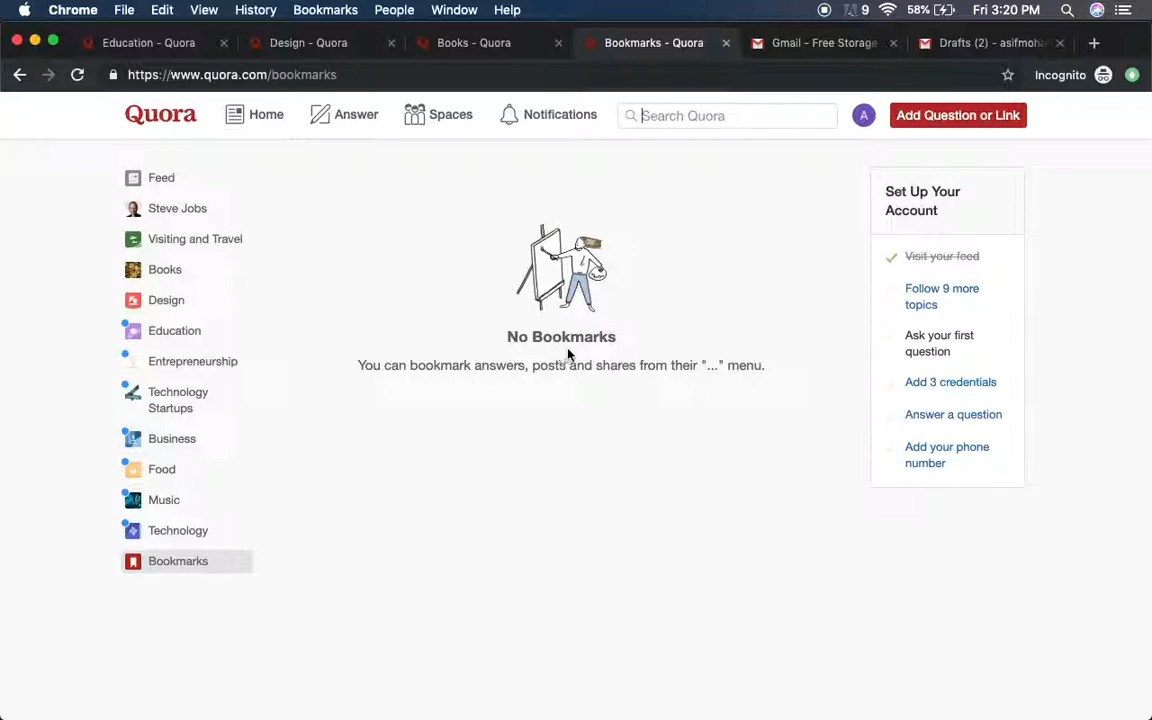 Chrome File Edit View History Bookmarks People Window Help 9 58% Fri 3:20 PM
Education - Quora Design - Quora Books - Quora Bookmarks - Quora Gmail - Free Storage Drafts (2) - asifmoha
https://www.quora.com/bookmarks Incognito
Quora Home Answer Spaces Notifications Search Quora A Add Question or Link
Feed
Steve Jobs
Visiting and Travel
Books
Design
Education
Entrepreneurship
Technology
Startups
Business
Food
Music
Technology
Bookmarks
No Bookmarks
You can bookmark answers, posts and shares from their "..." menu.
Set Up Your
Account
Visit your feed
Follow 9 more
topics
Ask your first
question
Add 3 credentials
Answer a question
Add your phone
number